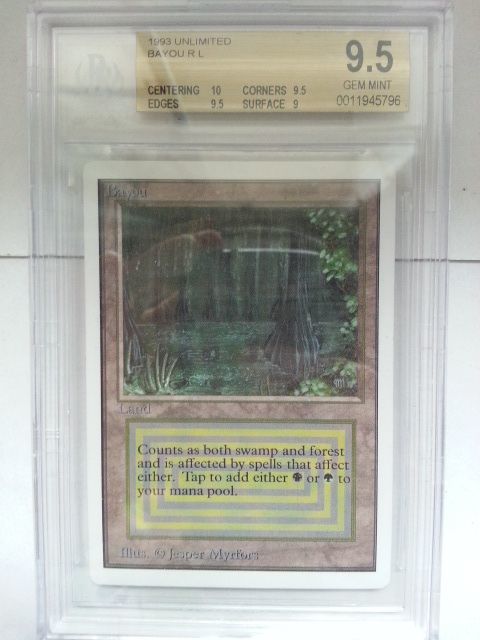 1993 UNLIMITED
BAYOU R L
9.5
GEM MINT
0011945796
CENTERING 10 CORNERS 9.5
EDGES 9.5 SURFACE 9
Bayou
Land
Counts as both swamp and forest
and is affected by spells that affect
either. Tap to add either or to
your mana pool.
Illus. © Jesper Myrfors